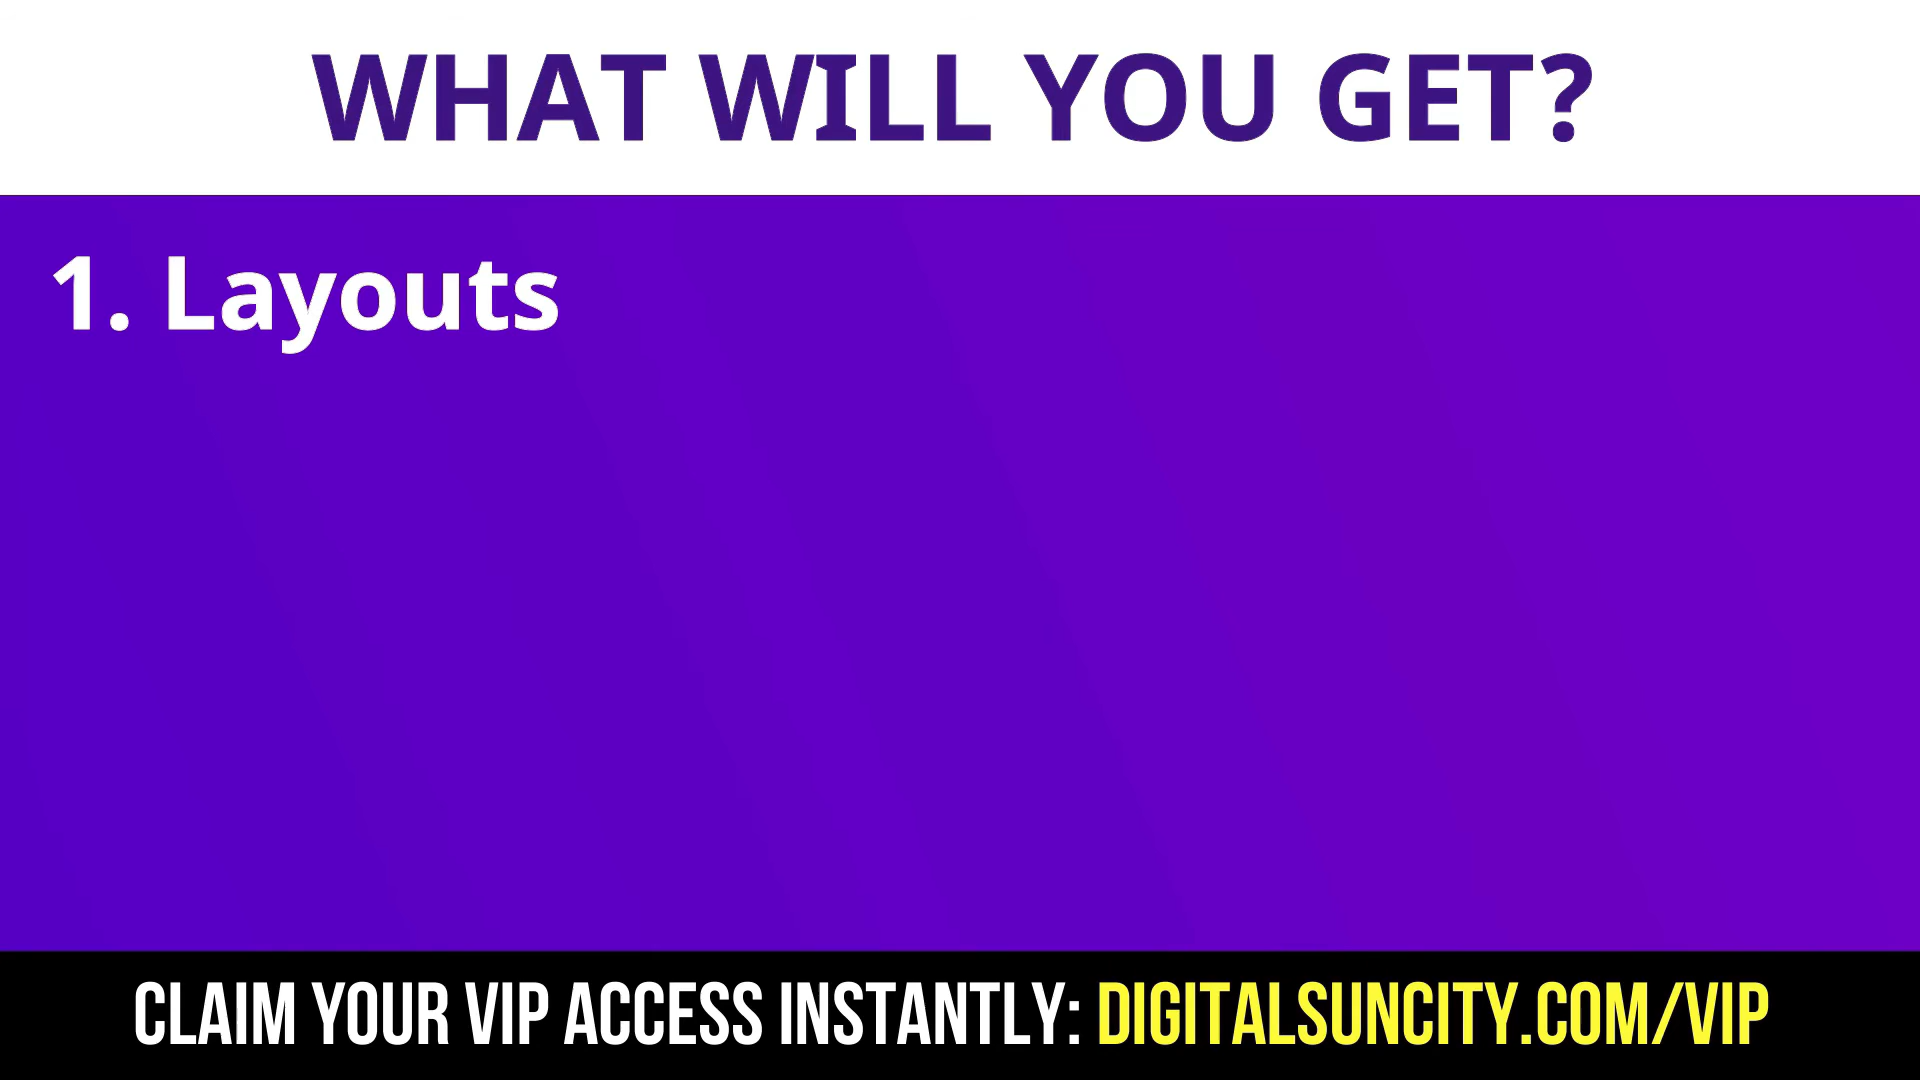 WHAT WILL YOU GET?
1. Layouts
CLAIM YOUR VIP ACCESS INSTANTLY: DIGITALSUNCITY.COM/VIP